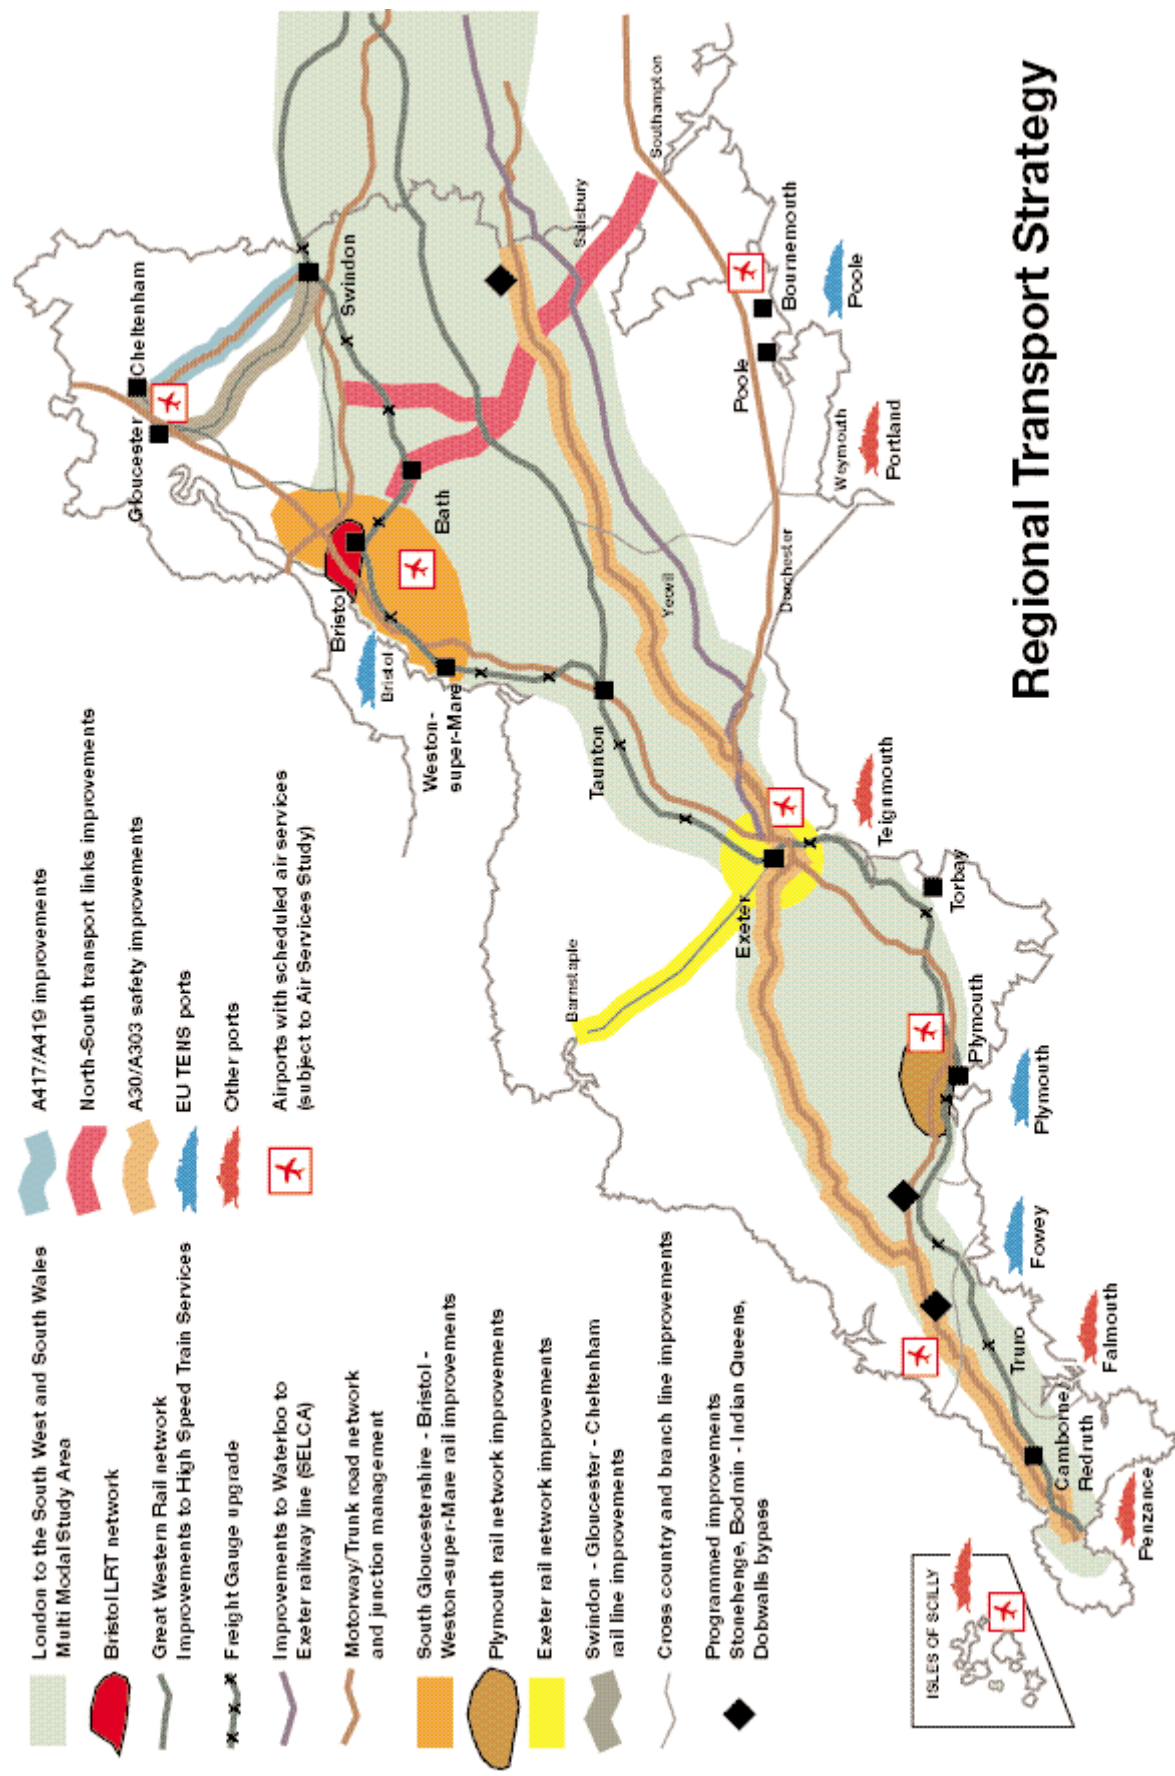 Regional Transport Strategy
London to the South West and South Wales
Multi Modal Study Area
Bristol LRT network
Great Western Rail network
Improvements to High Speed Train Services
Freight Gauge upgrade
Improvements to Waterloo to
Exeter railway line (SELCA)
Motorway/Trunk road network
and junction management
South Gloucestershire - Bristol -
Weston-super-Mare rail improvements
Plymouth rail network improvements
Exeter rail network improvements
Swindon - Gloucester - Cheltenham
rail line improvements
Cross country and branch line improvements
Programmed improvements
Stonehenge, Bodmin - Indian Queens,
Dobwalls bypass
A417/A419 improvements
North-South transport links improvements
A30/A303 safety improvements
EU TENS ports
Other ports
Airports with scheduled air services
(subject to Air Services Study)
Gloucester
Cheltenham
Swindon
Bristol
Bristol
Bath
Weston-
super-Mare
Taunton
Yeovil
Salisbury
Southampton
Bournemouth
Poole
Poole
Weymouth
Portland
Dorchester
Barnstaple
Exeter
Teignmouth
Torbay
Plymouth
Plymouth
Fowey
Falmouth
Truro
Camborne
Redruth
Penzance
ISLES OF SCILLY